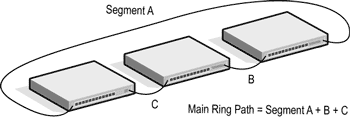 Segment A
C
B
Main Ring Path = Segment A + B + C